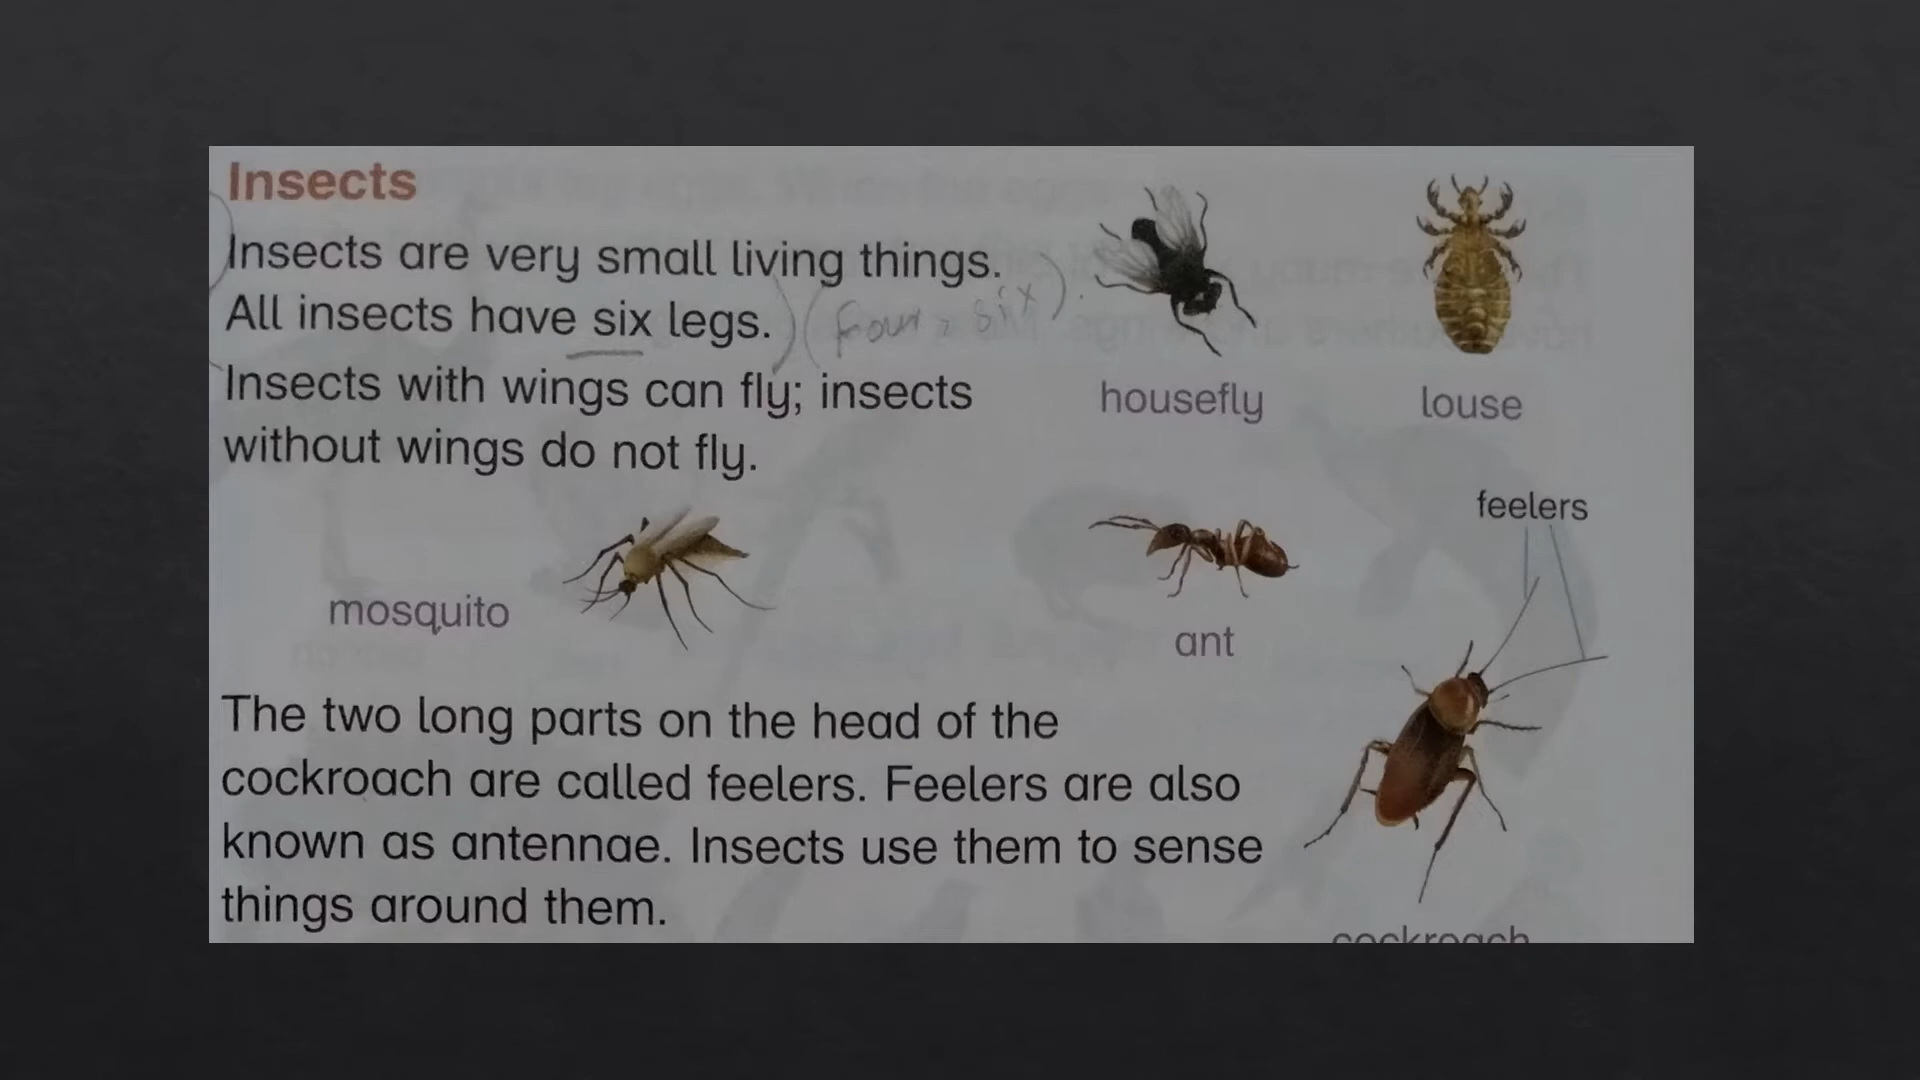 Insects
Insects are very small living things.
All insects have six legs. (four, six).
Insects with wings can fly; insects
without wings do not fly.
housefly
louse
feelers
mosquito
ant
The two long parts on the head of the
cockroach are called feelers. Feelers are also
known as antennae. Insects use them to sense
things around them.
cockroach